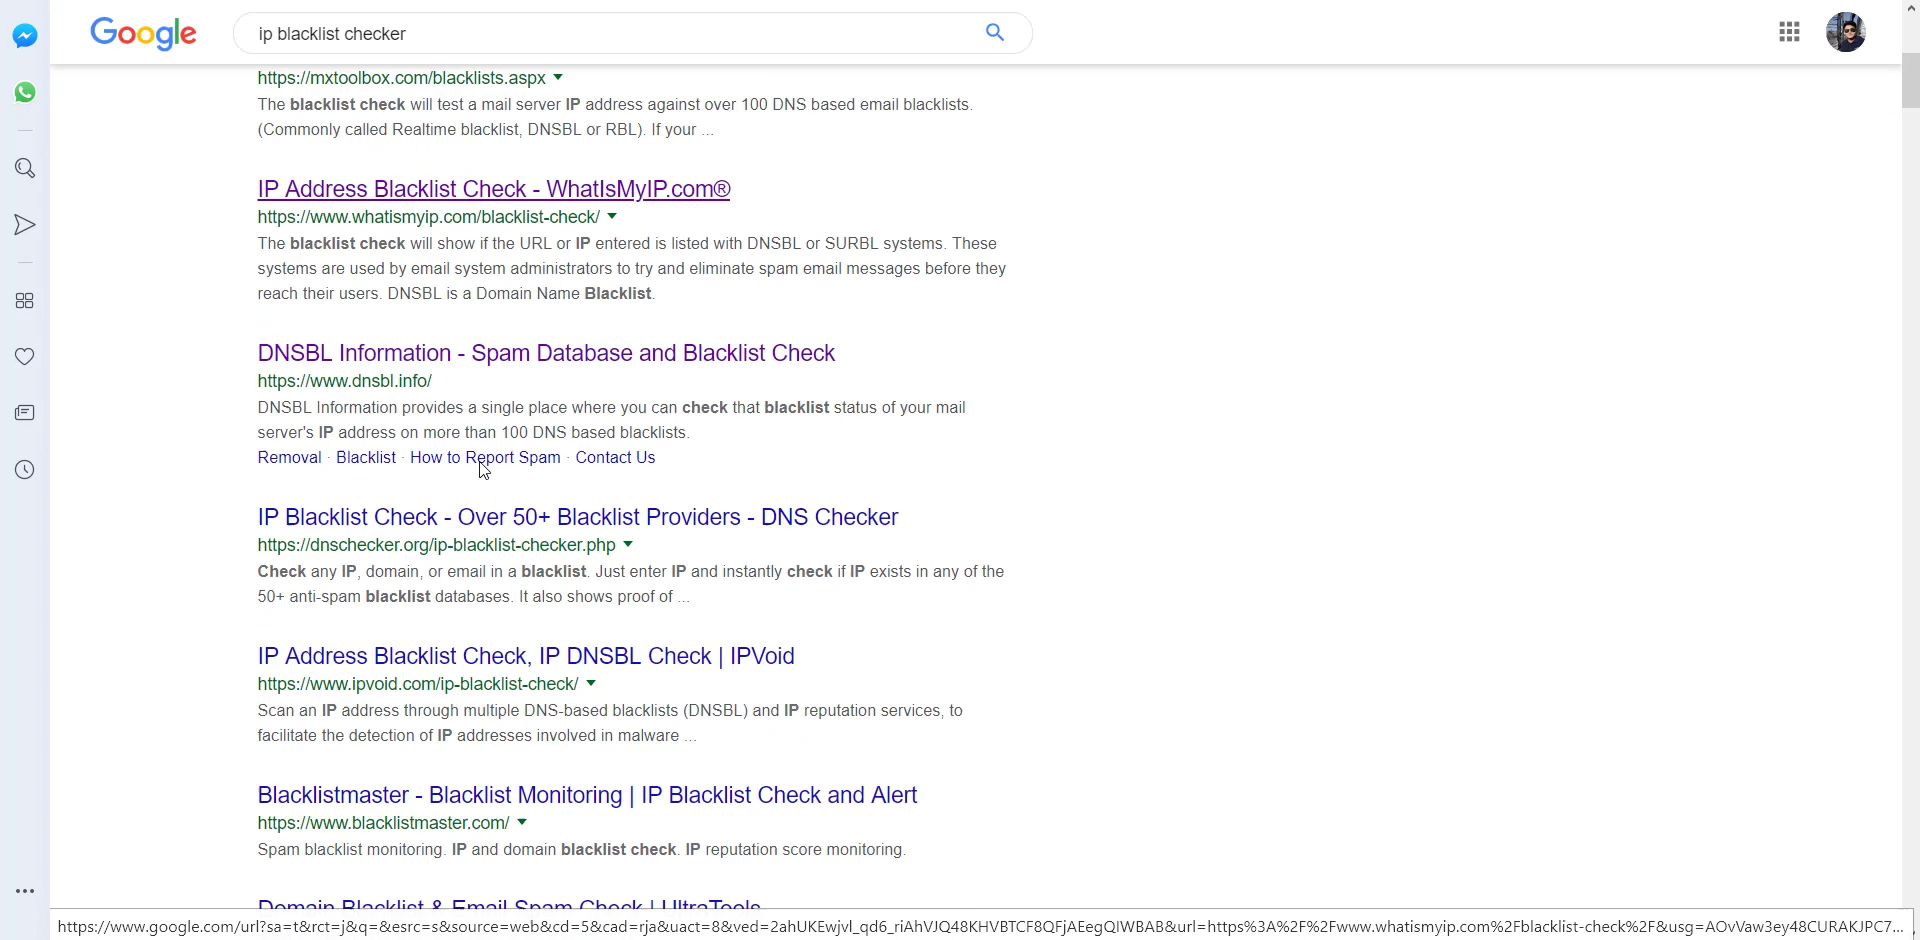 Google
ip blacklist checker
https://mxtoolbox.com/blacklists.aspx
The blacklist check will test a mail server IP address against over 100 DNS based email blacklists.
(Commonly called Realtime blacklist, DNSBL or RBL). If your ...
IP Address Blacklist Check - WhatIsMyIP.com®
https://www.whatismyip.com/blacklist-check/
The blacklist check will show if the URL or IP entered is listed with DNSBL or SURBL systems. These
systems are used by email system administrators to try and eliminate spam email messages before they
reach their users. DNSBL is a Domain Name Blacklist.
DNSBL Information - Spam Database and Blacklist Check
https://www.dnsbl.info/
DNSBL Information provides a single place where you can check that blacklist status of your mail
server's IP address on more than 100 DNS based blacklists.
Removal · Blacklist · How to Report Spam · Contact Us
IP Blacklist Check - Over 50+ Blacklist Providers - DNS Checker
https://dnschecker.org/ip-blacklist-checker.php
Check any IP, domain, or email in a blacklist. Just enter IP and instantly check if IP exists in any of the
50+ anti-spam blacklist databases. It also shows proof of ...
IP Address Blacklist Check, IP DNSBL Check | IPVoid
https://www.ipvoid.com/ip-blacklist-check/
Scan an IP address through multiple DNS-based blacklists (DNSBL) and IP reputation services, to
facilitate the detection of IP addresses involved in malware ...
Blacklistmaster - Blacklist Monitoring | IP Blacklist Check and Alert
https://www.blacklistmaster.com/
Spam blacklist monitoring. IP and domain blacklist check. IP reputation score monitoring.
Domain Blacklist & Email Spam Check | UltraTools
https://www.google.com/url?sa=t&rct=j&q=&esrc=s&source=web&cd=5&cad=rja&uact=8&ved=2ahUKEwjvl_qd6_riAhVJQ48KHVBTCF8QFjAEegQIWBAB&url=https%3A%2F%2Fwww.whatismyip.com%2Fblacklist-check%2F&usg=AOvVaw3ey48CURAKJPC7...